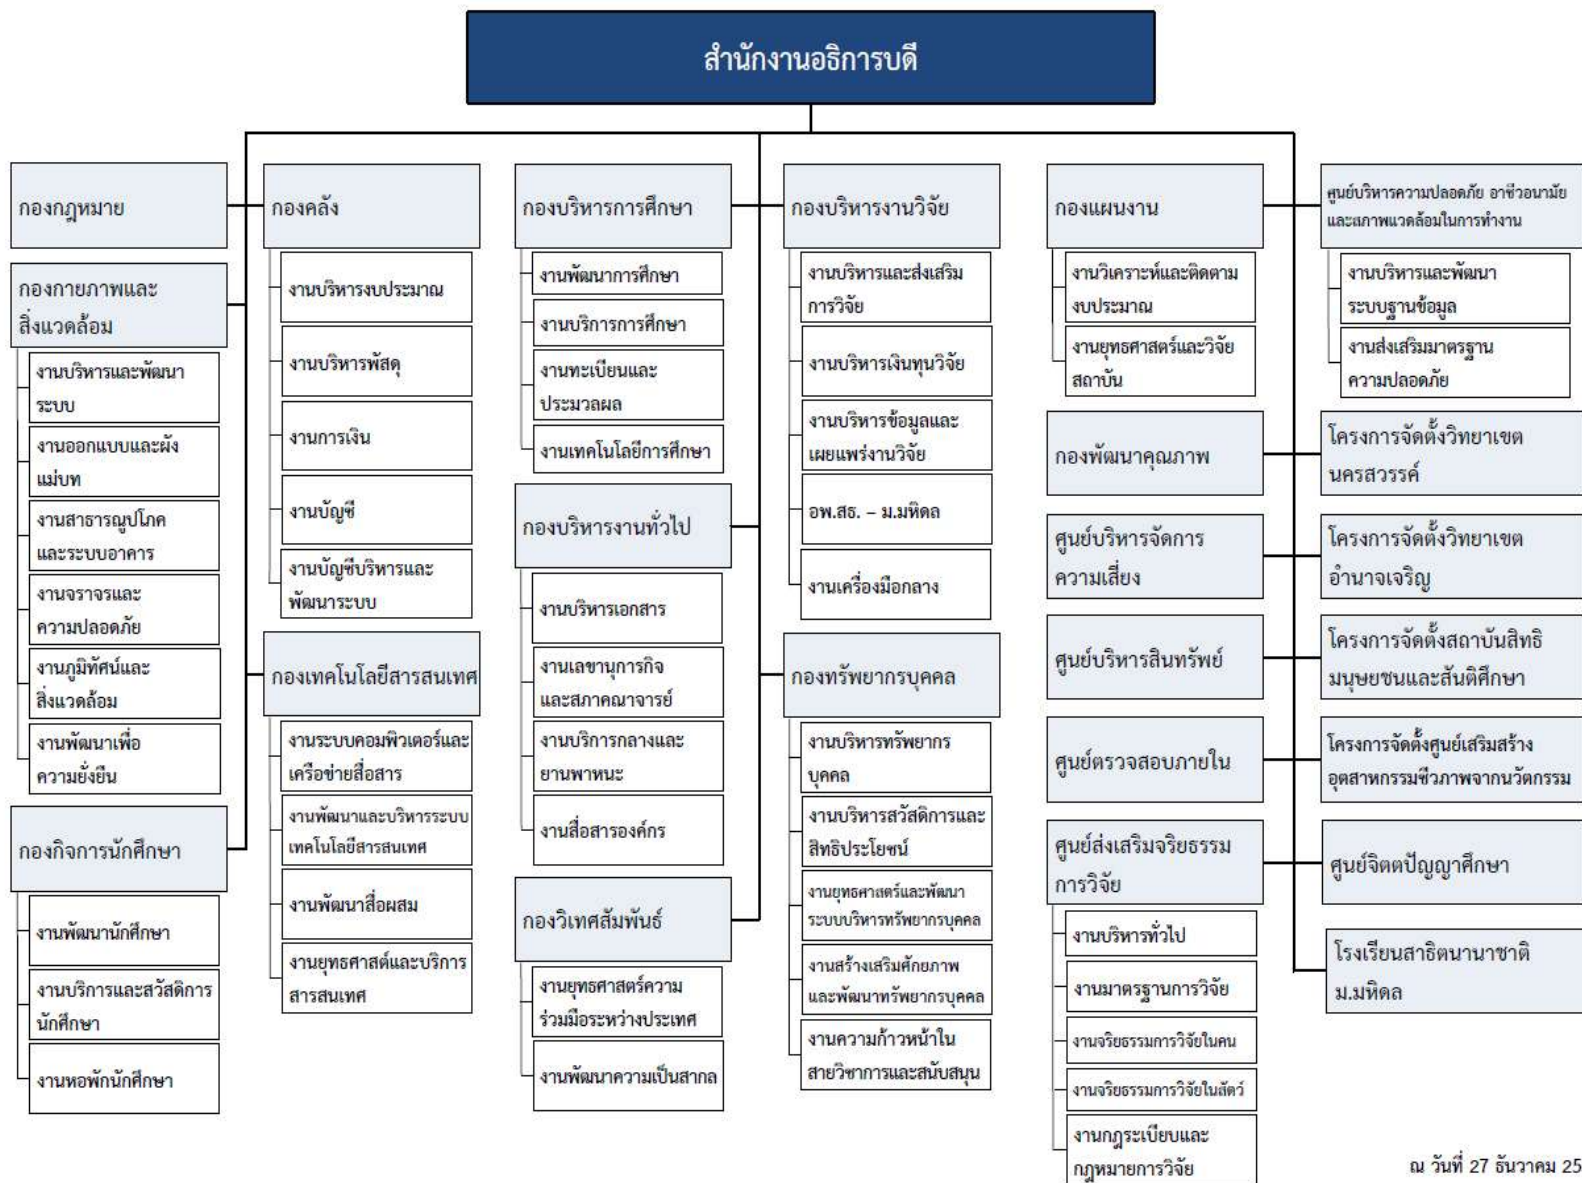 สำนักงานอธิการบดี
กองกฎหมาย
กองกายภาพและ
สิ่งแวดล้อม
งานบริหารและพัฒนา
ระบบ
งานออกแบบและผัง
แม่บท
งานสาธารณูปโภค
และระบบอาคาร
งานจราจรและ
ความปลอดภัย
งานภูมิทัศน์และ
สิ่งแวดล้อม
งานพัฒนาเพื่อ
ความยั่งยืน
กองกิจการนักศึกษา
งานพัฒนานักศึกษา
งานบริการและสวัสดิการ
นักศึกษา
งานหอพักนักศึกษา
กองคลัง
งานบริหารงบประมาณ
งานบริหารพัสดุ
งานการเงิน
งานบัญชี
งานบัญชีบริหารและ
พัฒนาระบบ
กองเทคโนโลยีสารสนเทศ
งานระบบคอมพิวเตอร์และ
เครือข่ายสื่อสาร
งานพัฒนาและบริหารระบบ
เทคโนโลยีสารสนเทศ
งานพัฒนาสื่อผสม
งานยุทธศาสต์และบริการ
สารสนเทศ
กองบริหารการศึกษา
งานพัฒนาการศึกษา
งานบริการการศึกษา
งานทะเบียนและ
ประมวลผล
งานเทคโนโลยีการศึกษา
กองบริหารงานทั่วไป
งานบริหารเอกสาร
งานเลขานุการกิจ
และสภาคณาจารย์
งานบริการกลางและ
ยานพาหนะ
งานสื่อสารองค์กร
กองวิเทศสัมพันธ์
งานยุทธศาสตร์ความ
ร่วมมือระหว่างประเทศ
งานพัฒนาความเป็นสากล
กองบริหารงานวิจัย
งานบริหารและส่งเสริม
การวิจัย
งานบริหารเงินทุนวิจัย
งานบริหารข้อมูลและ
เผยแพร่งานวิจัย
อพ.สธ. – ม.มหิดล
งานเครื่องมือกลาง
กองทรัพยากรบุคคล
งานบริหารทรัพยากร
บุคคล
งานบริหารสวัสดิการและ
สิทธิประโยชน์
งานยุทธศาสตร์และพัฒนา
ระบบบริหารทรัพยากรบุคคล
งานสร้างเสริมศักยภาพ
และพัฒนาทรัพยากรบุคคล
งานความก้าวหน้าใน
สายวิชาการและสนับสนุน
กองแผนงาน
งานวิเคราะห์และติดตาม
งบประมาณ
งานยุทธศาสตร์และวิจัย
สถาบัน
กองพัฒนาคุณภาพ
ศูนย์บริหารจัดการ
ความเสี่ยง
ศูนย์บริหารสินทรัพย์
ศูนย์ตรวจสอบภายใน
ศูนย์ส่งเสริมจริยธรรม
การวิจัย
งานบริหารทั่วไป
งานมาตรฐานการวิจัย
งานจริยธรรมการวิจัยในคน
งานจริยธรรมการวิจัยในสัตว์
งานกฎระเบียบและ
กฎหมายการวิจัย
ศูนย์บริหารความปลอดภัย อาชีวอนามัย
และสภาพแวดล้อมในการทำงาน
งานบริหารและพัฒนา
ระบบฐานข้อมูล
งานส่งเสริมมาตรฐาน
ความปลอดภัย
โครงการจัดตั้งวิทยาเขต
นครสวรรค์
โครงการจัดตั้งวิทยาเขต
อำนาจเจริญ
โครงการจัดตั้งสถาบันสิทธิ
มนุษยชนและสันติศึกษา
โครงการจัดตั้งศูนย์เสริมสร้าง
อุตสาหกรรมชีวภาพจากนวัตกรรม
ศูนย์จิตตปัญญาศึกษา
โรงเรียนสาธิตนานาชาติ
ม.มหิดล
ณ วันที่ 27 ธันวาคม 25